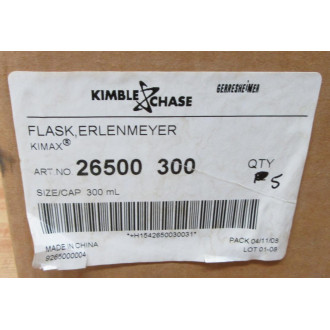 KIMBLE CHASE GERRESHEIMER
FLASK,ERLENMEYER
KIMAX®
ART.NO. 26500 300 QTY
5
SIZE/CAP 300 mL
*+H1542650030031*
MADE IN CHINA PACK 04/11/09
9265000004 LOT 01-08